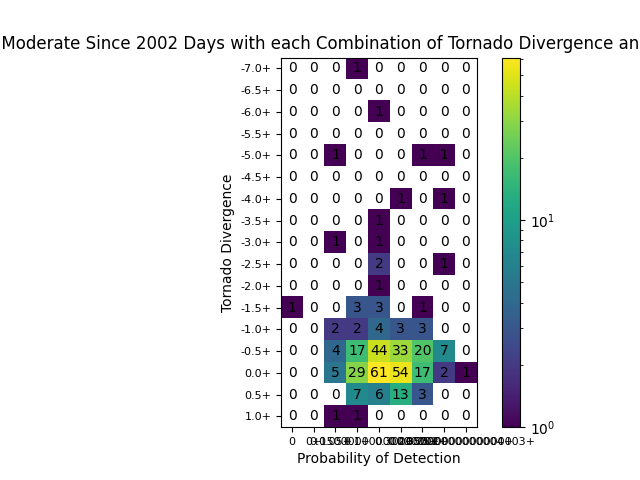 Moderate Since 2002 Days with each Combination of Tornado Divergence an
-7.0+ 0 0 0 1 0 0 0 0 0
-6.5+ 0 0 0 0 0 0 0 0 0
-6.0+ 0 0 0 0 1 0 0 0 0
-5.5+ 0 0 0 0 0 0 0 0 0
-5.0+ 0 0 1 0 0 0 1 1 0
-4.5+ 0 0 0 0 0 0 0 0 0
-4.0+ 0 0 0 0 0 1 0 1 0
-3.5+ 0 0 0 0 1 0 0 0 0
-3.0+ 0 0 1 0 1 0 0 0 0
-2.5+ 0 0 0 0 2 0 0 1 0
-2.0+ 0 0 0 0 1 0 0 0 0
-1.5+ 1 0 0 3 3 0 1 0 0
-1.0+ 0 0 2 2 4 3 3 0 0
-0.5+ 0 0 4 17 44 33 20 7 0
0.0+ 0 0 5 29 61 54 17 2 1
0.5+ 0 0 0 7 6 13 3 0 0
1.0+ 0 0 1 1 0 0 0 0 0
0
Probability of Detection
Tornado Divergence
10¹
10⁰